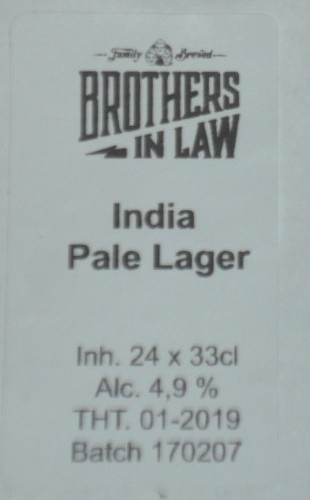 Family Brewed
BROTHERS
IN LAW
India
Pale Lager
Inh. 24 x 33cl
Alc. 4,9 %
THT. 01-2019
Batch 170207